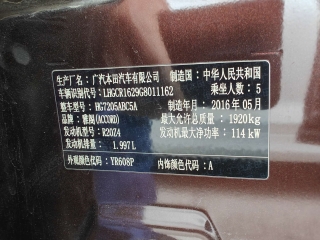 生产厂名：广汽本田汽车有限公司 制造国：中华人民共和国
车辆识别代号：LHGCR1629G8011162 乘坐人数：5
整车型号：HG7205ABC5A 制造年月：2016年05月
品牌：雅阁(ACCORD) 最大允许总质量：1920kg
发动机型号：R20Z4 发动机最大净功率：114kW
发动机排量：1.997L
外观颜色代码：YR608P 内饰颜色代码：A